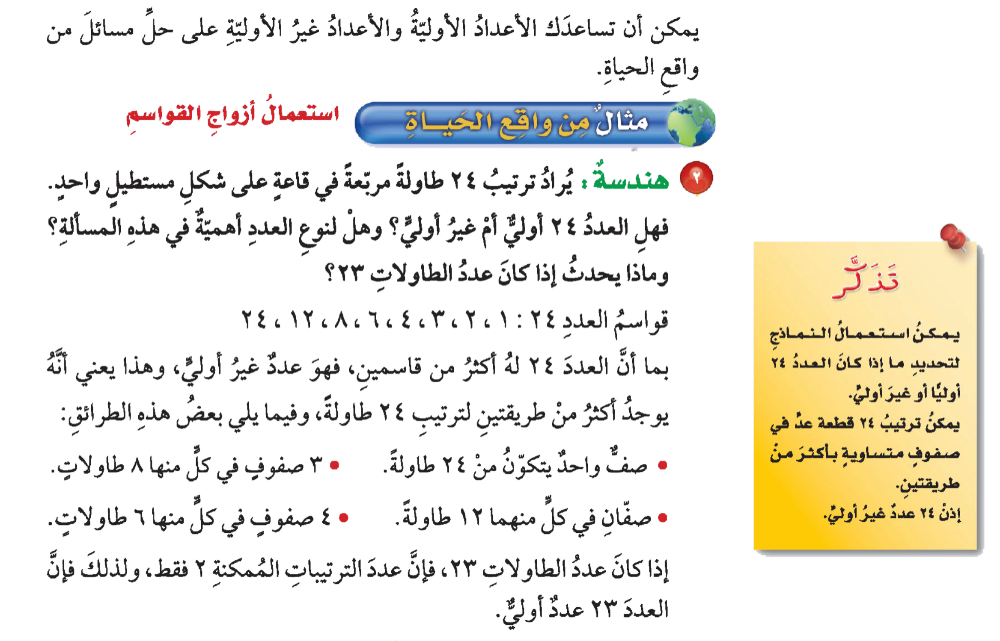 يمكن أن تساعدَك الأعدادُ الأوليّةُ والأعدادُ غيرُ الأوليّةِ على حلِّ مسائلَ من
واقعِ الحياةِ.
مثالٌ مِن واقِع الحَيـاةِ
استعمالُ أزواجِ القواسمِ
٢ هندسةٌ: يُرادُ ترتيبُ ٢٤ طاولةً مربّعةً في قاعةٍ على شكلِ مستطيلٍ واحدٍ.
فهلِ العددُ ٢٤ أوليٌّ أمْ غيرُ أوليٍّ؟ وهلْ لنوعِ العددِ أهميّةٌ في هذهِ المسألةِ؟
وماذا يحدثُ إذا كانَ عددُ الطاولاتِ ٢٣؟
قواسمُ العددِ ٢٤ : ١ ، ٢ ، ٣ ، ٤ ، ٦ ، ٨ ، ١٢ ، ٢٤
بما أنَّ العددَ ٢٤ لهُ أكثرُ من قاسمينِ، فهوَ عددٌ غيرُ أوليٍّ، وهذا يعني أنَّهُ
يوجدُ أكثرُ منْ طريقتينِ لترتيبِ ٢٤ طاولةً، وفيما يلي بعضُ هذهِ الطرائقِ:
• صفٌّ واحدٌ يتكوّنُ منْ ٢٤ طاولةً. • ٣ صفوفٍ في كلٍّ منها ٨ طاولاتٍ.
• صفّانِ في كلٍّ منهما ١٢ طاولةً. • ٤ صفوفٍ في كلٍّ منها ٦ طاولاتٍ.
إذا كانَ عددُ الطاولاتِ ٢٣، فإنَّ عددَ الترتيباتِ المُمكنةِ ٢ فقط، ولذلكَ فإنَّ
العددَ ٢٣ عددٌ أوليٌّ.
تَذَكَّر
يـمـكـنُ اسـتـعـمـالُ الـنـمـاذجِ
لتحديدِ ما إذا كانَ العددُ ٢٤
أوليًّا أو غيرَ أوليٍّ.
يمكنُ ترتيبُ ٢٤ قطعة عدٍّ في
صفوفٍ متساويةٍ بأكثرَ منْ
طريقتينِ.
إذنْ ٢٤ عددٌ غيرُ أوليٍّ.